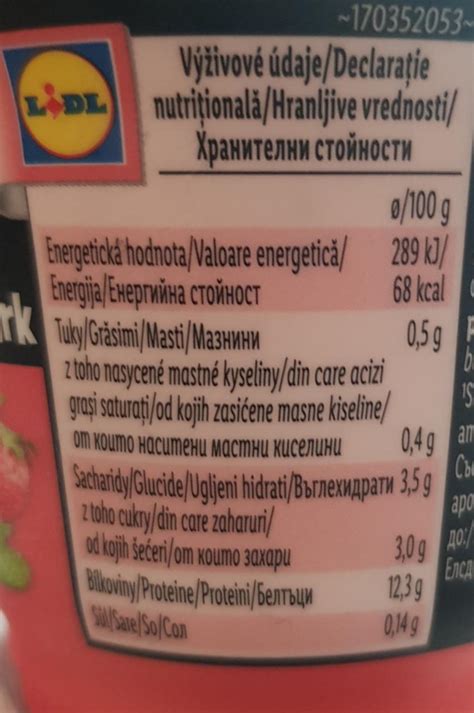 ~170352053~
LIDL
Výživové údaje/Declarație
nutrițională/Hranljive vrednosti/
Хранителни стойности
ø/100 g
Energetická hodnota/Valoare energetică/ 289 kJ/
Energija/Енергийна стойност 68 kcal
Tuky/Grăsimi/Masti/Мазнини 0,5 g
z toho nasycené mastné kyseliny/din care acizi
grași saturați/od kojih zasićene masne kiseline/
от които наситени мастни киселини 0,4 g
Sacharidy/Glucide/Ugljeni hidrati/Въглехидрати 3,5 g
z toho cukry/din care zaharuri/
od kojih šećeri/от които захари 3,0 g
Bílkoviny/Proteine/Proteini/Белтъци 12,3 g
Sůl/Sare/So/Сол 0,14 g
rk